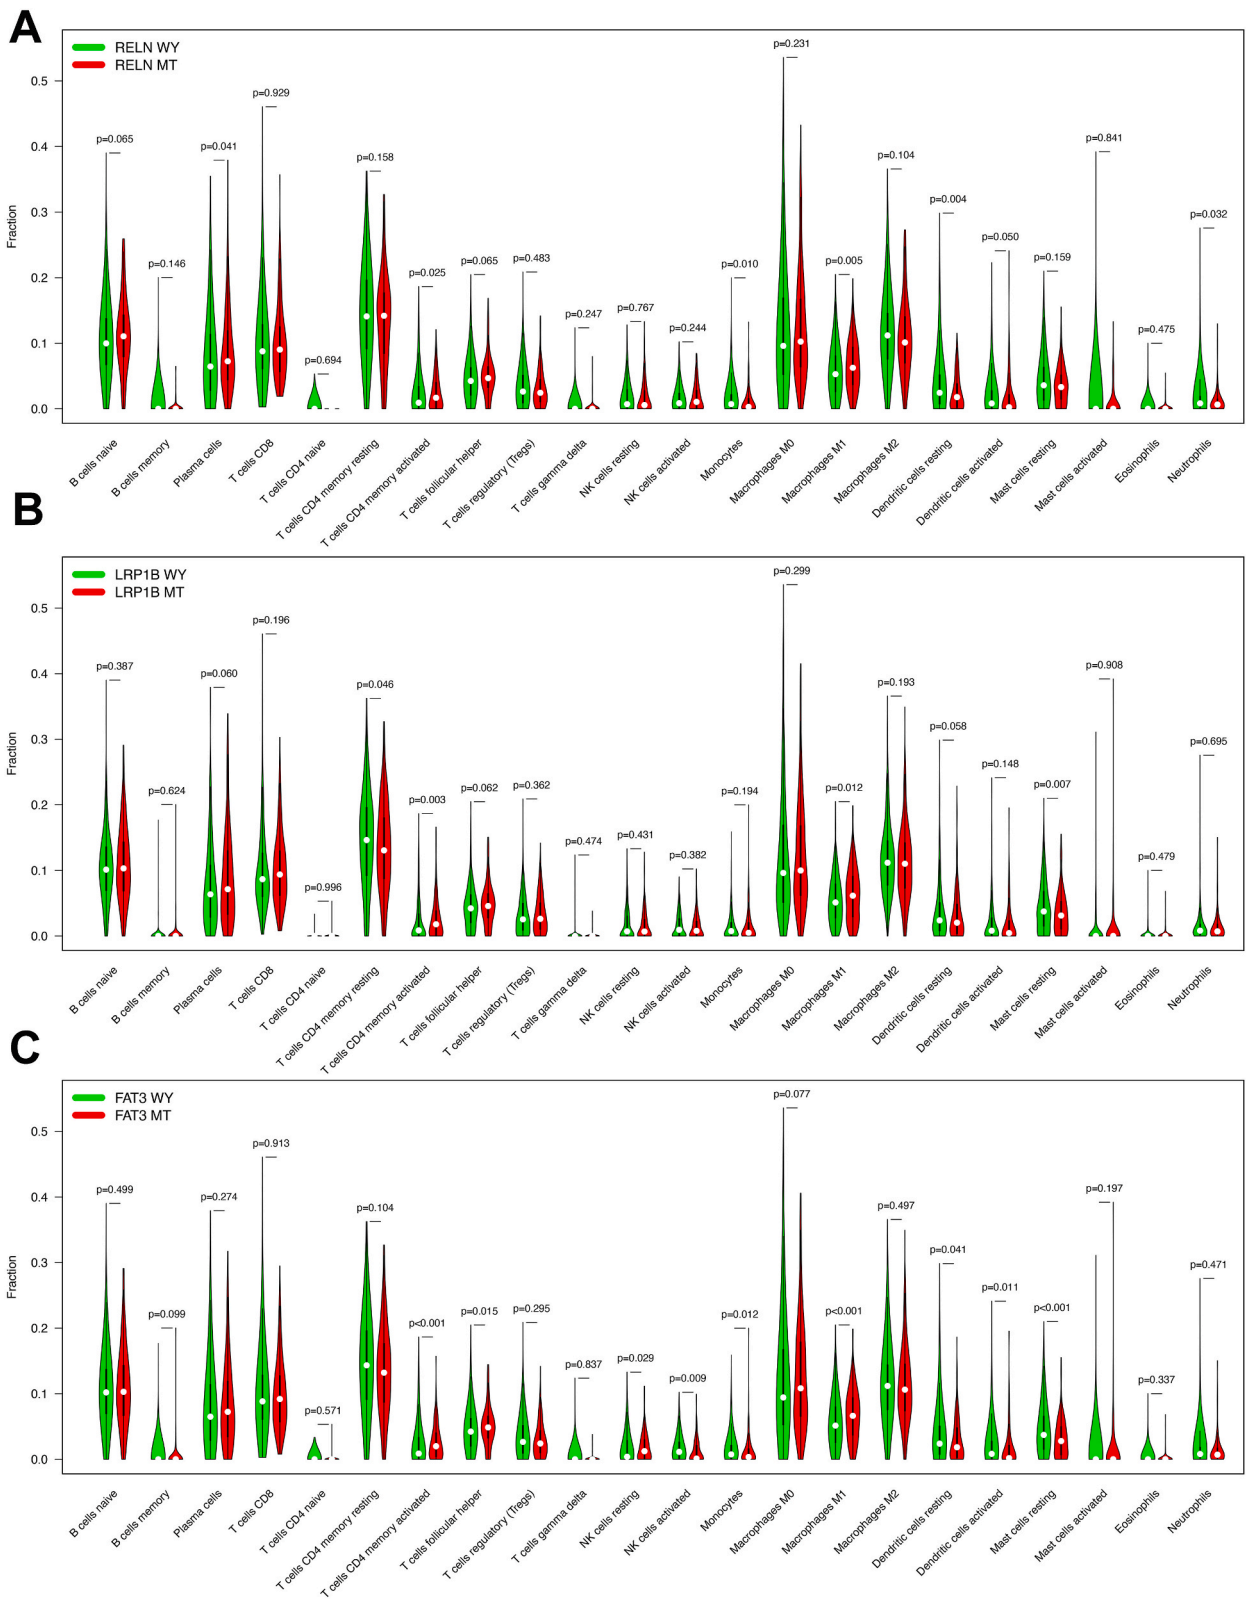 A
RELN WY
RELN MT
Fraction
0.5
0.4
0.3
0.2
0.1
0.0
p=0.065
p=0.146
p=0.041
p=0.929
p=0.694
p=0.158
p=0.025
p=0.065
p=0.483
p=0.247
p=0.767
p=0.244
p=0.010
p=0.231
p=0.005
p=0.104
p=0.004
p=0.050
p=0.159
p=0.841
p=0.475
p=0.032
B cells naive
B cells memory
Plasma cells
T cells CD8
T cells CD4 naive
T cells CD4 memory resting
T cells CD4 memory activated
T cells follicular helper
T cells regulatory (Tregs)
T cells gamma delta
NK cells resting
NK cells activated
Monocytes
Macrophages M0
Macrophages M1
Macrophages M2
Dendritic cells resting
Dendritic cells activated
Mast cells resting
Mast cells activated
Eosinophils
Neutrophils
B
LRP1B WY
LRP1B MT
Fraction
0.5
0.4
0.3
0.2
0.1
0.0
p=0.387
p=0.624
p=0.060
p=0.196
p=0.996
p=0.046
p=0.003
p=0.062
p=0.362
p=0.474
p=0.431
p=0.382
p=0.194
p=0.299
p=0.012
p=0.193
p=0.058
p=0.148
p=0.007
p=0.908
p=0.479
p=0.695
B cells naive
B cells memory
Plasma cells
T cells CD8
T cells CD4 naive
T cells CD4 memory resting
T cells CD4 memory activated
T cells follicular helper
T cells regulatory (Tregs)
T cells gamma delta
NK cells resting
NK cells activated
Monocytes
Macrophages M0
Macrophages M1
Macrophages M2
Dendritic cells resting
Dendritic cells activated
Mast cells resting
Mast cells activated
Eosinophils
Neutrophils
C
FAT3 WY
FAT3 MT
Fraction
0.5
0.4
0.3
0.2
0.1
0.0
p=0.499
p=0.099
p=0.274
p=0.913
p=0.571
p=0.104
p<0.001
p=0.015
p=0.295
p=0.837
p=0.029
p=0.009
p=0.012
p=0.077
p<0.001
p=0.497
p=0.041
p=0.011
p<0.001
p=0.197
p=0.337
p=0.471
B cells naive
B cells memory
Plasma cells
T cells CD8
T cells CD4 naive
T cells CD4 memory resting
T cells CD4 memory activated
T cells follicular helper
T cells regulatory (Tregs)
T cells gamma delta
NK cells resting
NK cells activated
Monocytes
Macrophages M0
Macrophages M1
Macrophages M2
Dendritic cells resting
Dendritic cells activated
Mast cells resting
Mast cells activated
Eosinophils
Neutrophils